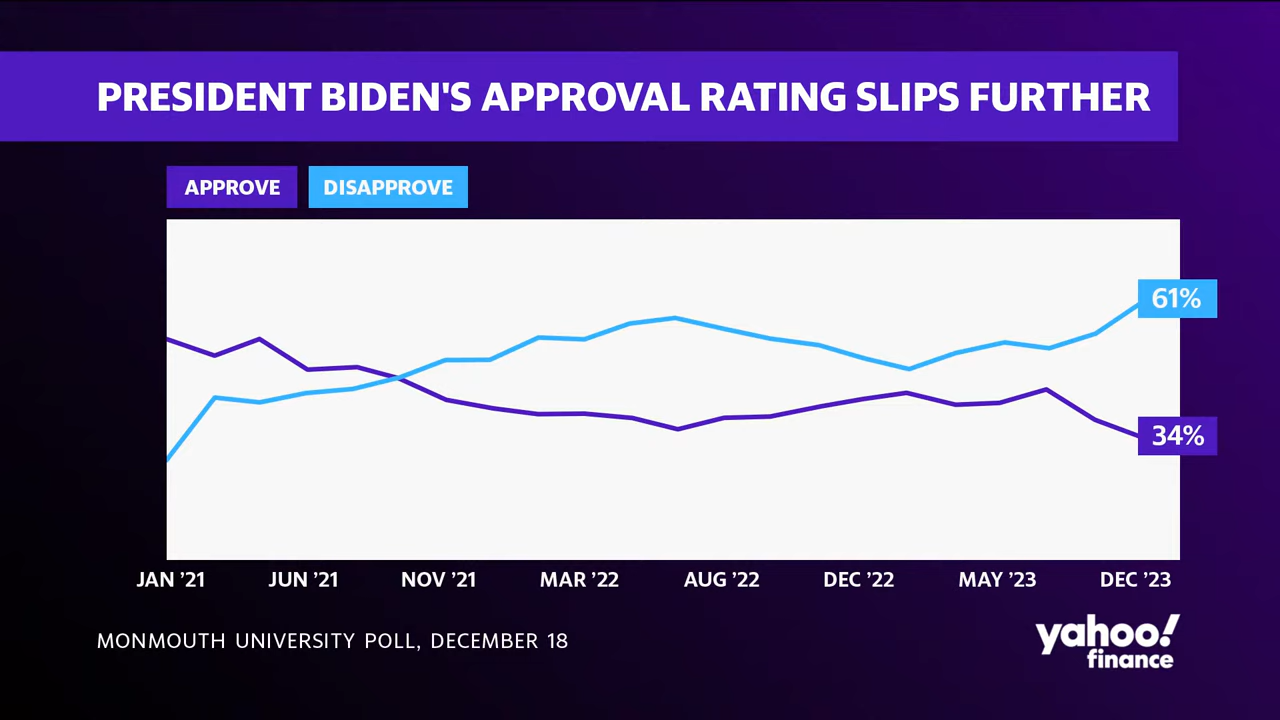 PRESIDENT BIDEN'S APPROVAL RATING SLIPS FURTHER
APPROVE DISAPPROVE
61%
34%
JAN ’21 JUN ’21 NOV ’21 MAR ’22 AUG ’22 DEC ’22 MAY ’23 DEC ’23
MONMOUTH UNIVERSITY POLL, DECEMBER 18
yahoo!
finance